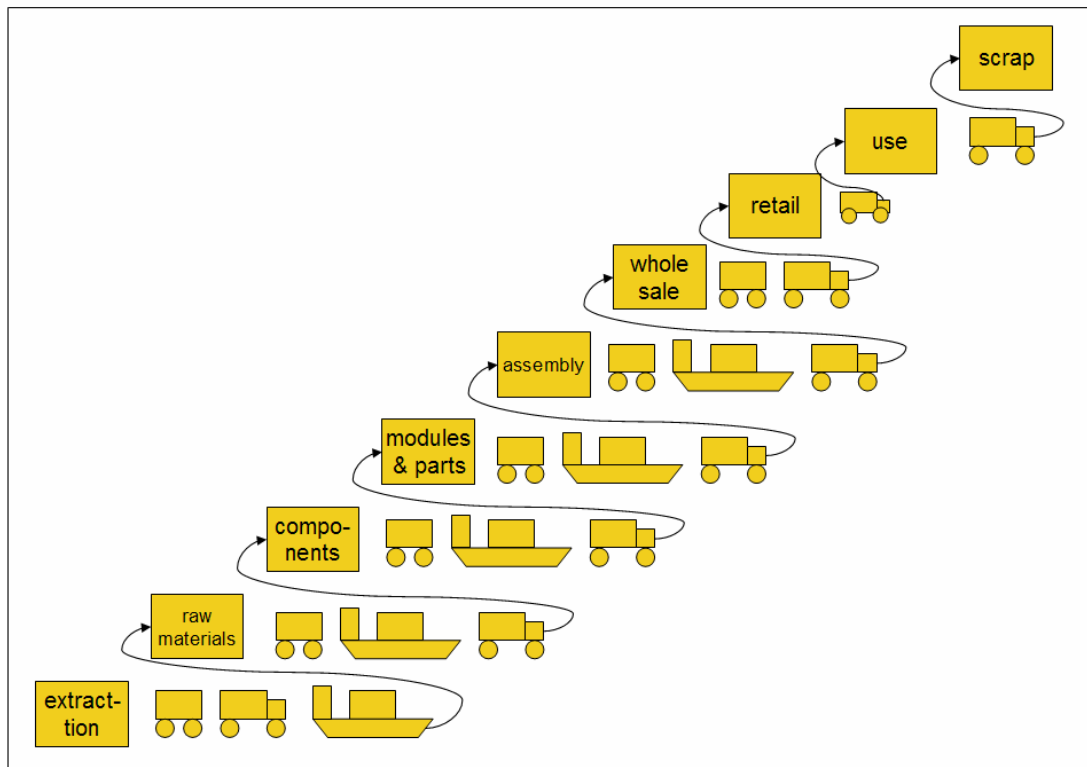 scrap
use
retail
whole
sale
assembly
modules
& parts
compo-
nents
raw
materials
extract-
tion